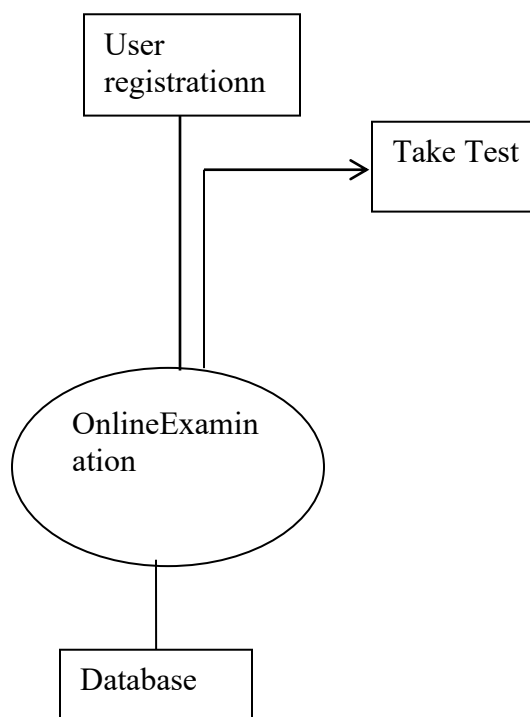 User
registrationn
Take Test
OnlineExamin
ation
Database